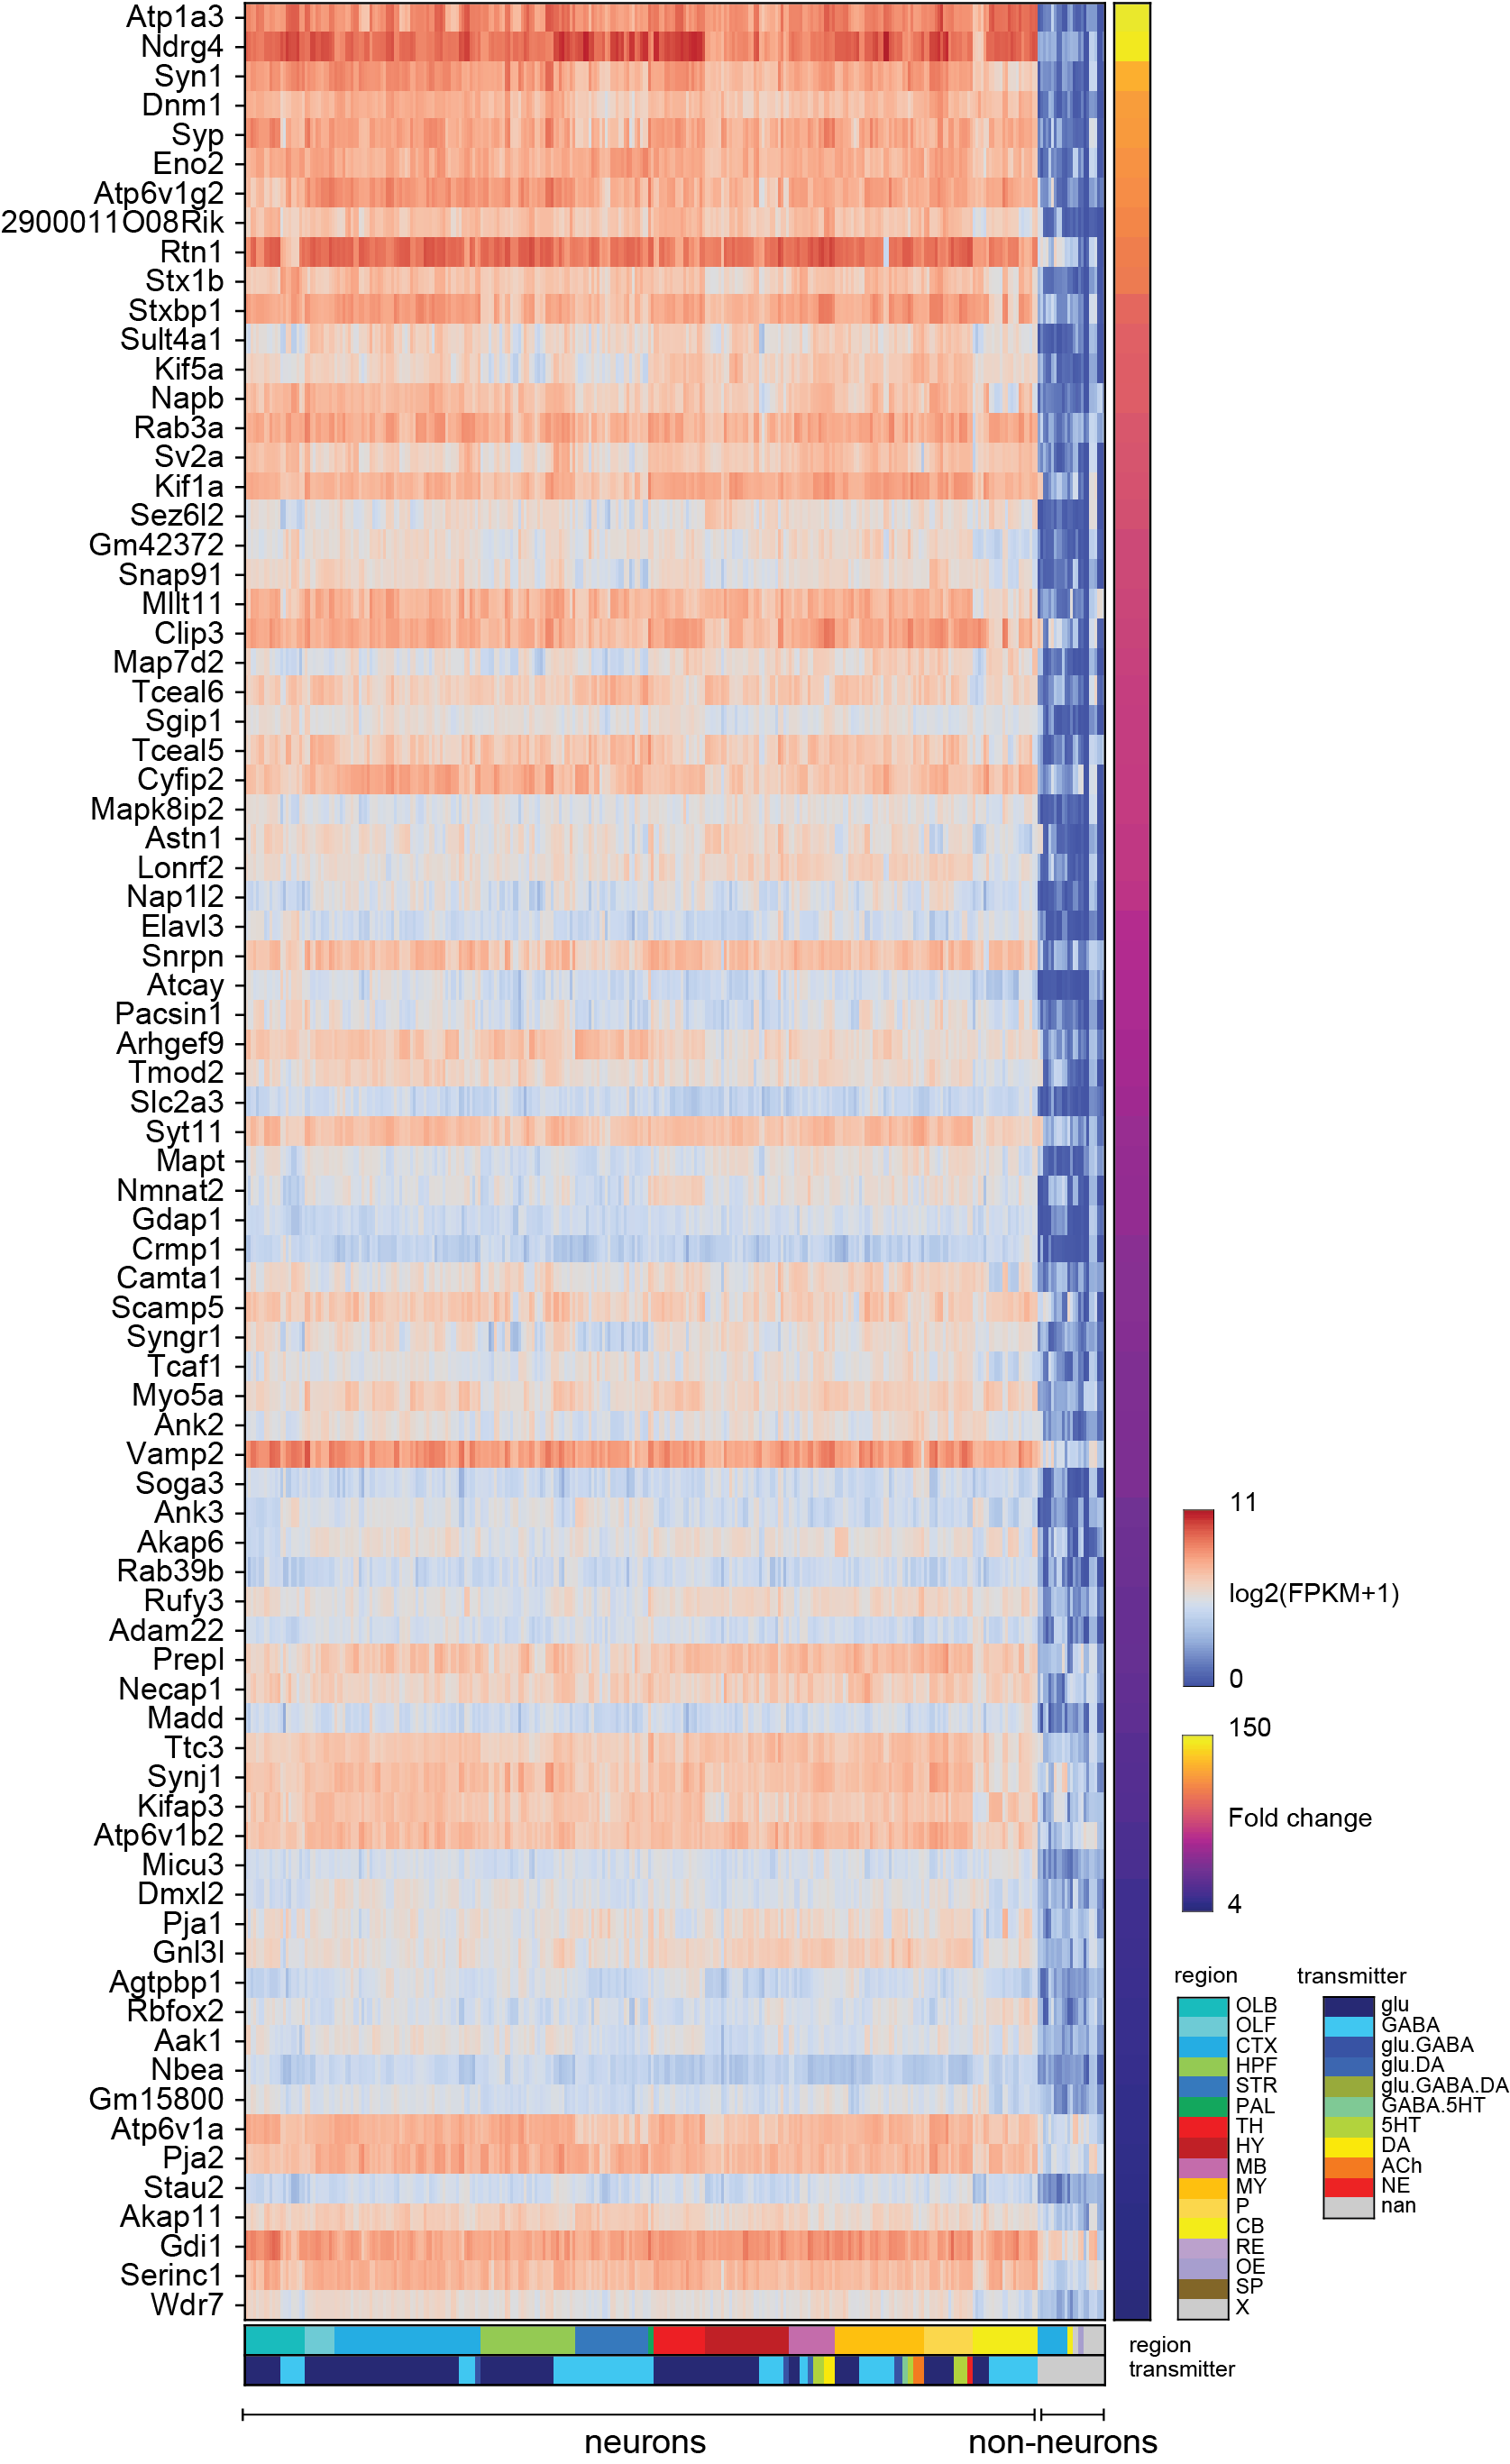 Atp1a3
Ndrg4
Syn1
Dnm1
Syp
Eno2
Atp6v1g2
2900011O08Rik
Rtn1
Stx1b
Stxbp1
Sult4a1
Kif5a
Napb
Rab3a
Sv2a
Kif1a
Sez6l2
Gm42372
Snap91
Mllt11
Clip3
Map7d2
Tceal6
Sgip1
Tceal5
Cyfip2
Mapk8ip2
Astn1
Lonrf2
Nap1l2
Elavl3
Snrpn
Atcay
Pacsin1
Arhgef9
Tmod2
Slc2a3
Syt11
Mapt
Nmnat2
Gdap1
Crmp1
Camta1
Scamp5
Syngr1
Tcaf1
Myo5a
Ank2
Vamp2
Soga3
Ank3
Akap6
Rab39b
Rufy3
Adam22
Prepl
Necap1
Madd
Ttc3
Synj1
Kifap3
Atp6v1b2
Micu3
Dmxl2
Pja1
Gnl3l
Agtpbp1
Rbfox2
Aak1
Nbea
Gm15800
Atp6v1a
Pja2
Stau2
Akap11
Gdi1
Serinc1
Wdr7
11
log2(FPKM+1)
0
150
Fold change
4
region
OLB
OLF
CTX
HPF
STR
PAL
TH
HY
MB
MY
P
CB
RE
OE
SP
X
transmitter
glu
GABA
glu.GABA
glu.DA
glu.GABA.DA
GABA.5HT
5HT
DA
ACh
NE
nan
region
transmitter
neurons
non-neurons